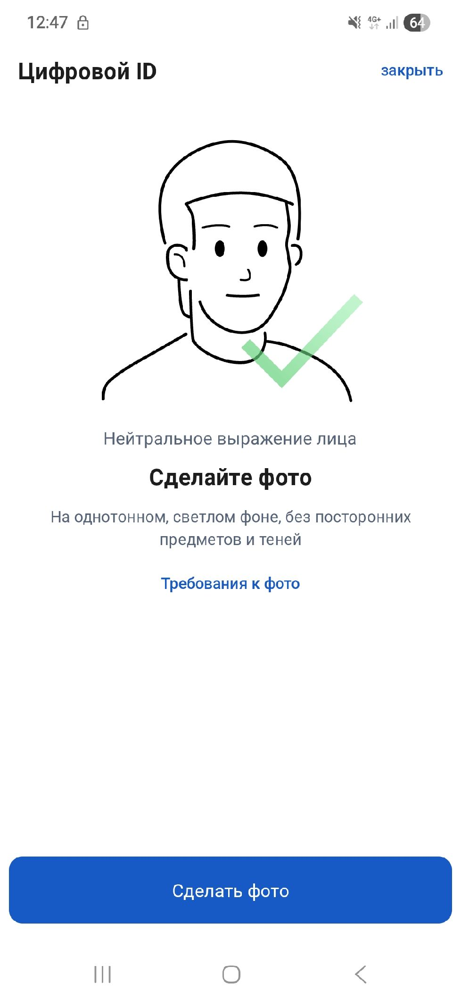 12:47
4G+
64
Цифровой ID
закрыть
Нейтральное выражение лица
Сделайте фото
На однотонном, светлом фоне, без посторонних
предметов и теней
Требования к фото
Сделать фото